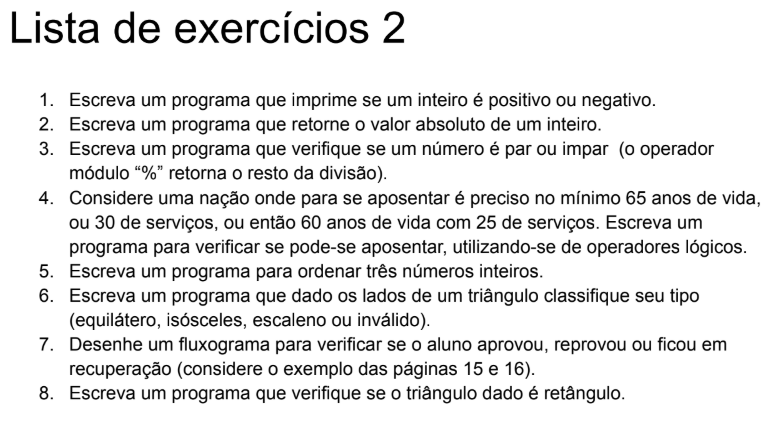 Lista de exercícios 2
1. Escreva um programa que imprime se um inteiro é positivo ou negativo.
2. Escreva um programa que retorne o valor absoluto de um inteiro.
3. Escreva um programa que verifique se um número é par ou impar (o operador
módulo “%” retorna o resto da divisão).
4. Considere uma nação onde para se aposentar é preciso no mínimo 65 anos de vida,
ou 30 de serviços, ou então 60 anos de vida com 25 de serviços. Escreva um
programa para verificar se pode-se aposentar, utilizando-se de operadores lógicos.
5. Escreva um programa para ordenar três números inteiros.
6. Escreva um programa que dado os lados de um triângulo classifique seu tipo
(equilátero, isósceles, escaleno ou inválido).
7. Desenhe um fluxograma para verificar se o aluno aprovou, reprovou ou ficou em
recuperação (considere o exemplo das páginas 15 e 16).
8. Escreva um programa que verifique se o triângulo dado é retângulo.